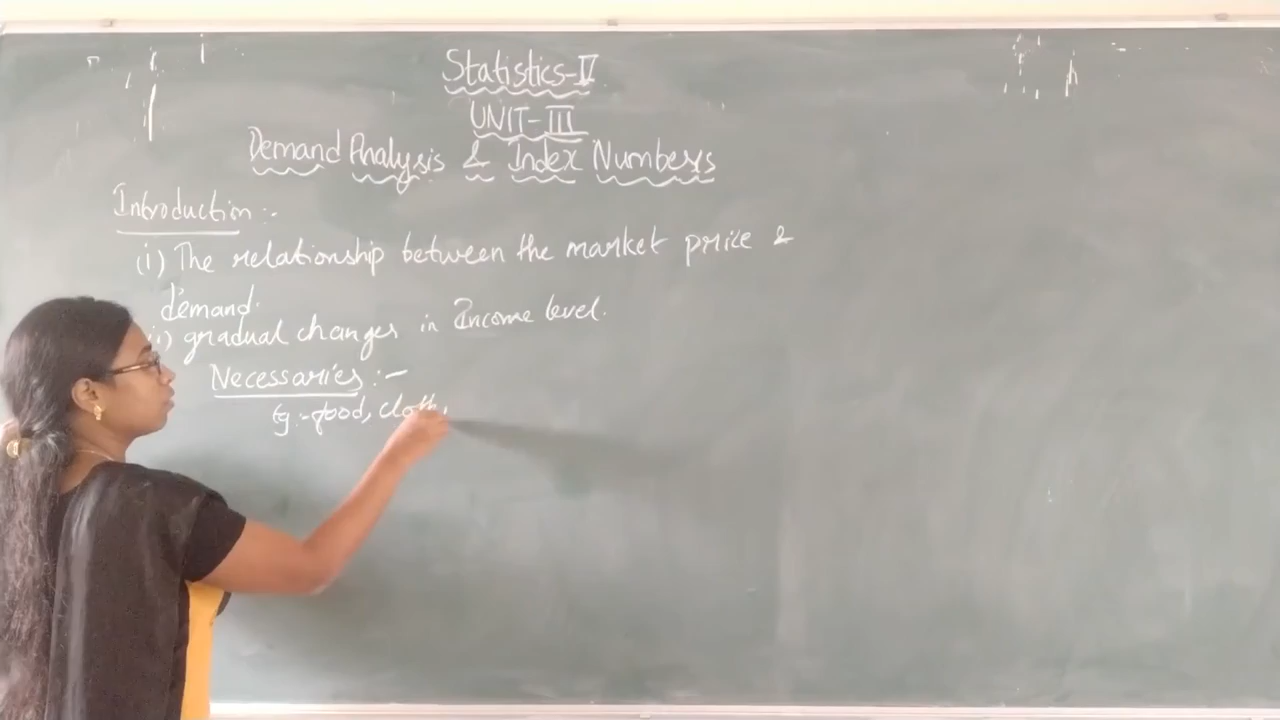 Statistics-IV
UNIT-III
Demand Analysis & Index Numbers
Introduction:-
(i) The relationship between the market price &
demand.
(ii) gradual changes in Income level.
Necessaries:-
Eg:-food, cloth